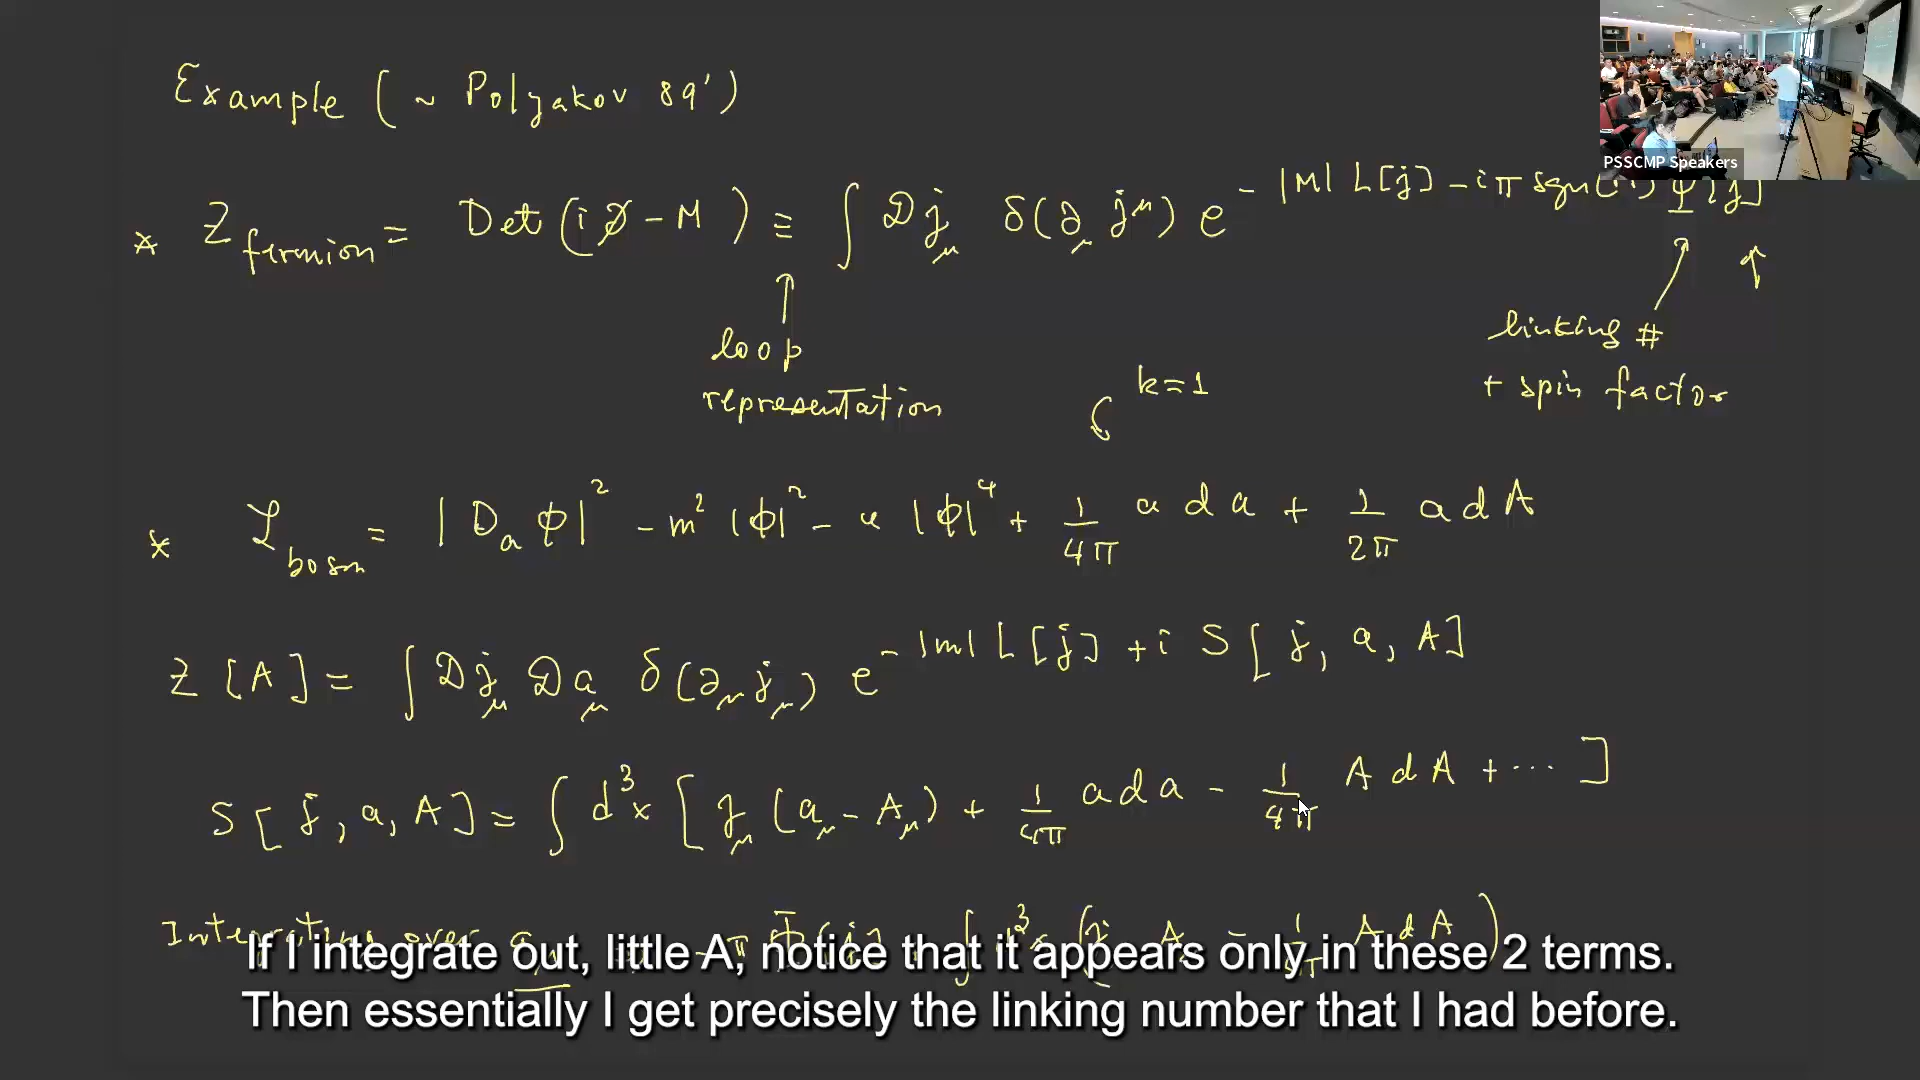 Example ( ~ Polyakov 89')
PSSCMP Speakers
* Z_fermion = Det (i∂̸ - M) ≡ ∫ Dj_μ δ(∂_μ j^μ) e^{- |M| L[j] - iπ sgn( ) Φ[j]}
↑ loop representation
linking # + spin factor
k=1
* ℒ_boson = |D_a φ|² - m² |φ|² - u |φ|⁴ + 1/4π a d a + 1/2π a d A
Z [A] = ∫ Dj_μ Da_μ δ(∂_μ j_μ) e^{- |m| L[j] + i S[j, a, A]}
S[j, a, A] = ∫ d³x [j_μ (a_μ - A_μ) + 1/4π a d a - 1/4π A d A + ··· ]
Integrating over a_μ
If I integrate out, little A, notice that it appears only in these 2 terms.
Then essentially I get precisely the linking number that I had before.